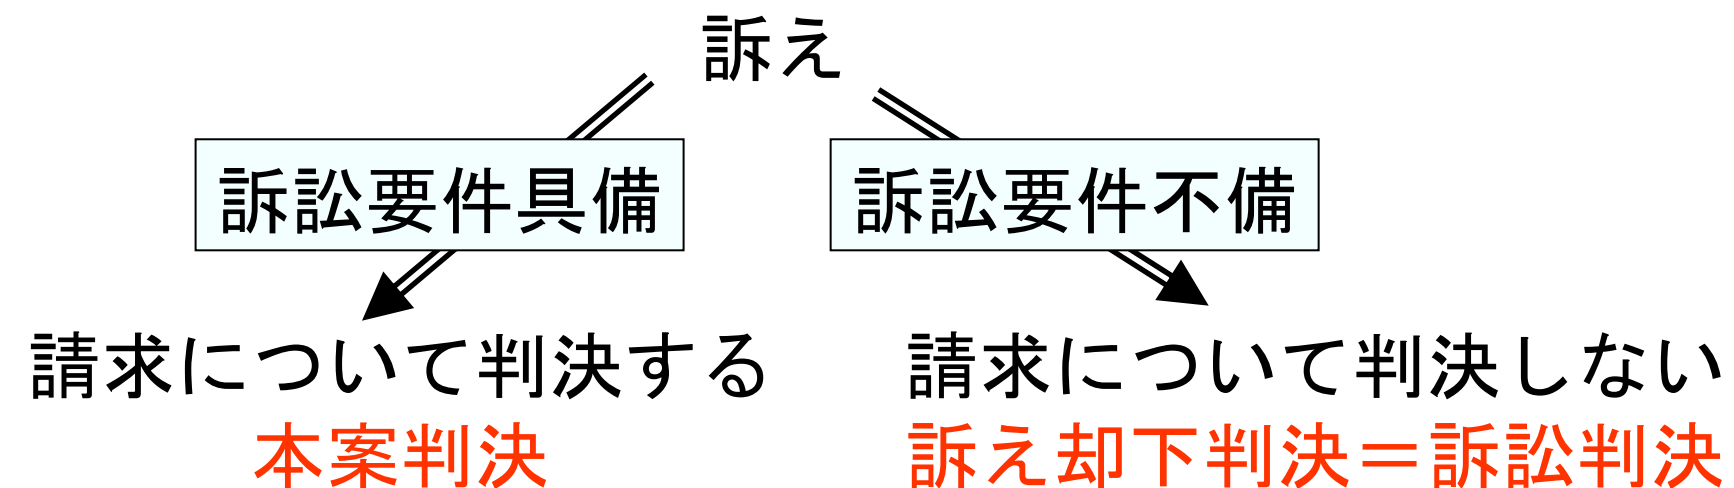 訴え
訴訟要件具備
訴訟要件不備
請求について判決する
請求について判決しない
本案判決
訴え却下判決＝訴訟判決